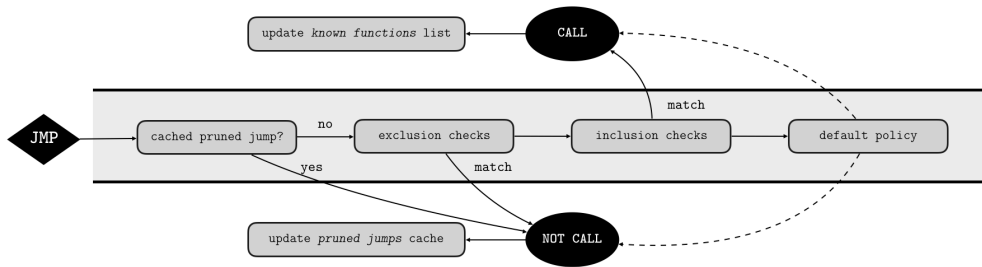 update known functions list
CALL
match
JMP
cached pruned jump?
no
exclusion checks
inclusion checks
default policy
yes
match
update pruned jumps cache
NOT CALL